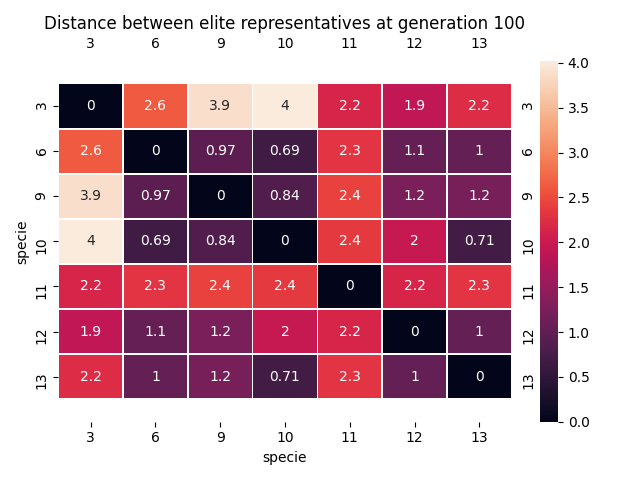 Distance between elite representatives at generation 100
3 6 9 10 11 12 13
3 0 2.6 3.9 4 2.2 1.9 2.2 3
6 2.6 0 0.97 0.69 2.3 1.1 1 6
9 3.9 0.97 0 0.84 2.4 1.2 1.2 9
10 4 0.69 0.84 0 2.4 2 0.71 10
11 2.2 2.3 2.4 2.4 0 2.2 2.3 11
12 1.9 1.1 1.2 2 2.2 0 1 12
13 2.2 1 1.2 0.71 2.3 1 0 13
3 6 9 10 11 12 13
specie
specie
4.0
3.5
3.0
2.5
2.0
1.5
1.0
0.5
0.0